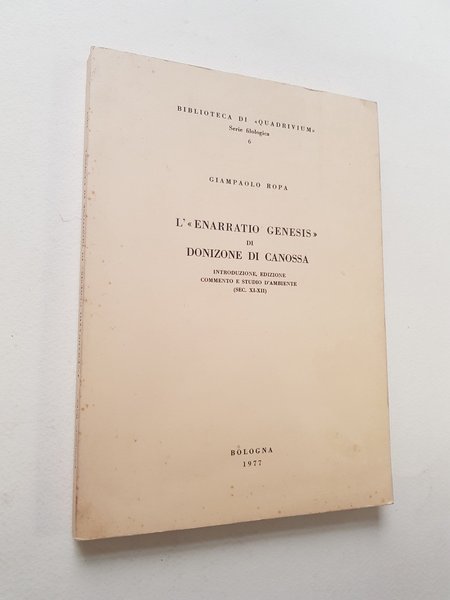 BIBLIOTECA DI «QUADRIVIUM»
Serie filologica
6
GIAMPAOLO ROPA
L'«ENARRATIO GENESIS»
DI
DONIZONE DI CANOSSA
INTRODUZIONE, EDIZIONE
COMMENTO E STUDIO D'AMBIENTE
(SEC. XI-XII)
BOLOGNA
1977